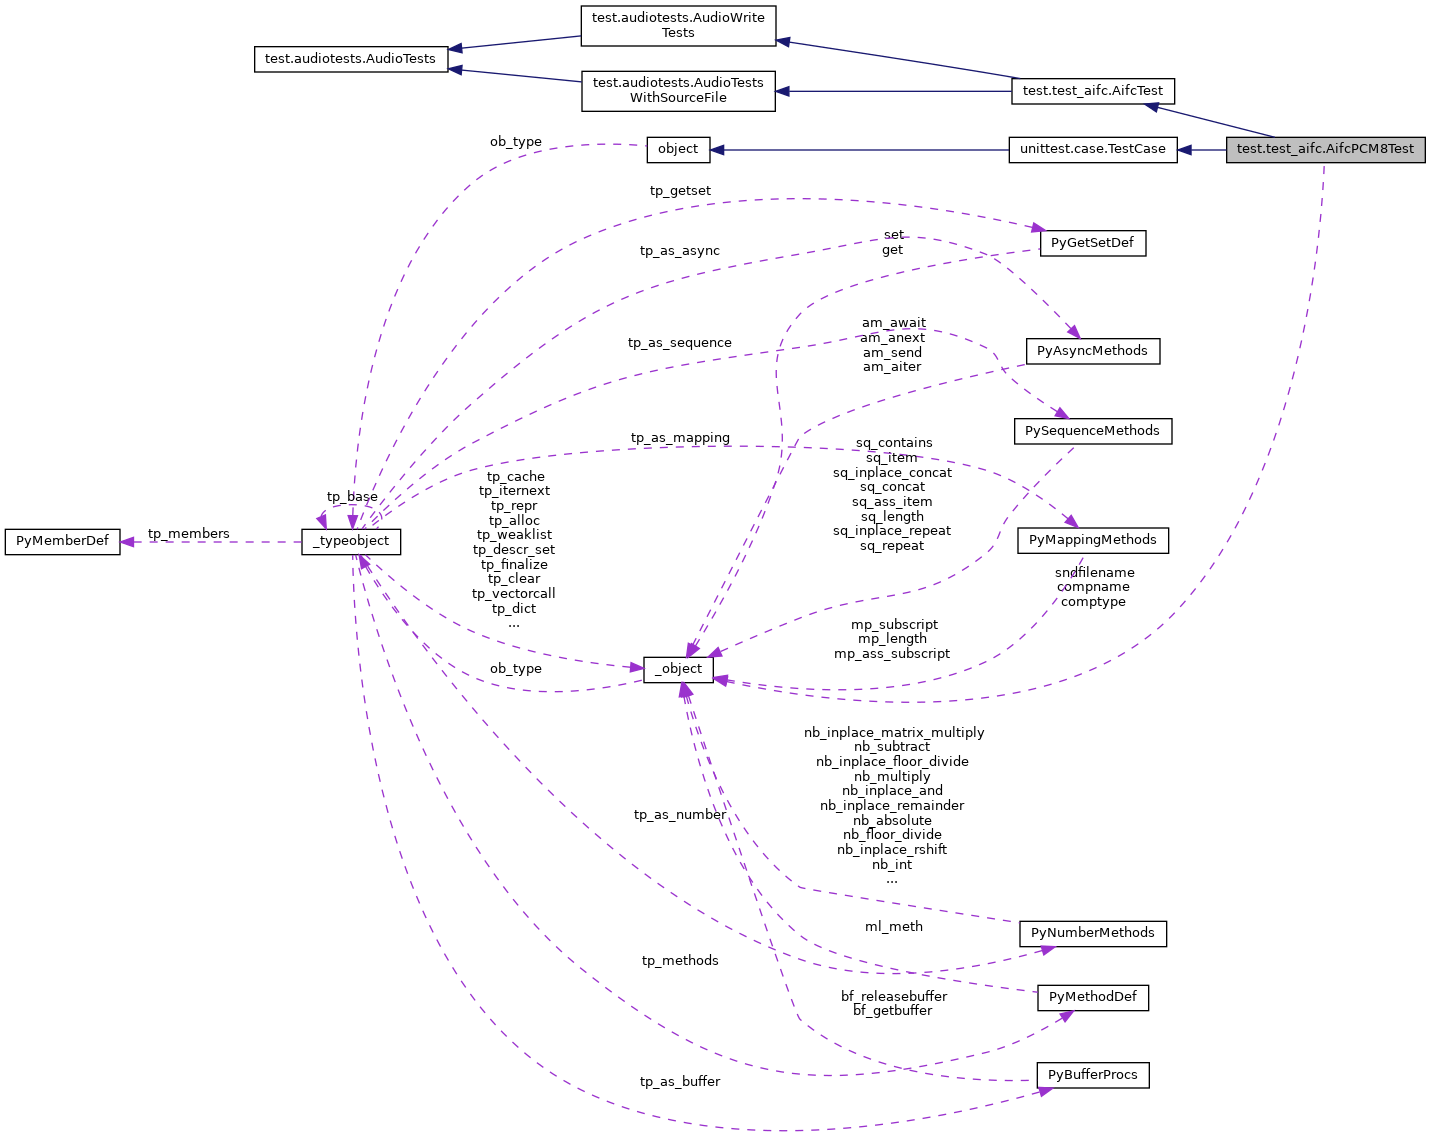 test.audiotests.AudioWrite
Tests
test.audiotests.AudioTests
test.audiotests.AudioTests
WithSourceFile
test.test_aifc.AifcTest
ob_type
object
unittest.case.TestCase
test.test_aifc.AifcPCM8Test
tp_getset
set
get
PyGetSetDef
tp_as_async
am_await
am_anext
am_send
am_aiter
tp_as_sequence
PyAsyncMethods
PySequenceMethods
tp_as_mapping
sq_contains
sq_item
sq_inplace_concat
sq_concat
sq_ass_item
sq_length
sq_inplace_repeat
sq_repeat
tp_cache
tp_iternext
tp_repr
tp_alloc
tp_weaklist
tp_descr_set
tp_finalize
tp_clear
tp_vectorcall
tp_dict
...
tp_base
PyMemberDef
tp_members
_typeobject
PyMappingMethods
sndfilename
compname
comptype
mp_subscript
mp_length
mp_ass_subscript
ob_type
_object
nb_inplace_matrix_multiply
nb_subtract
nb_inplace_floor_divide
nb_multiply
nb_inplace_and
nb_inplace_remainder
nb_absolute
nb_floor_divide
nb_inplace_rshift
nb_int
...
tp_as_number
ml_meth
PyNumberMethods
tp_methods
bf_releasebuffer
bf_getbuffer
PyMethodDef
tp_as_buffer
PyBufferProcs